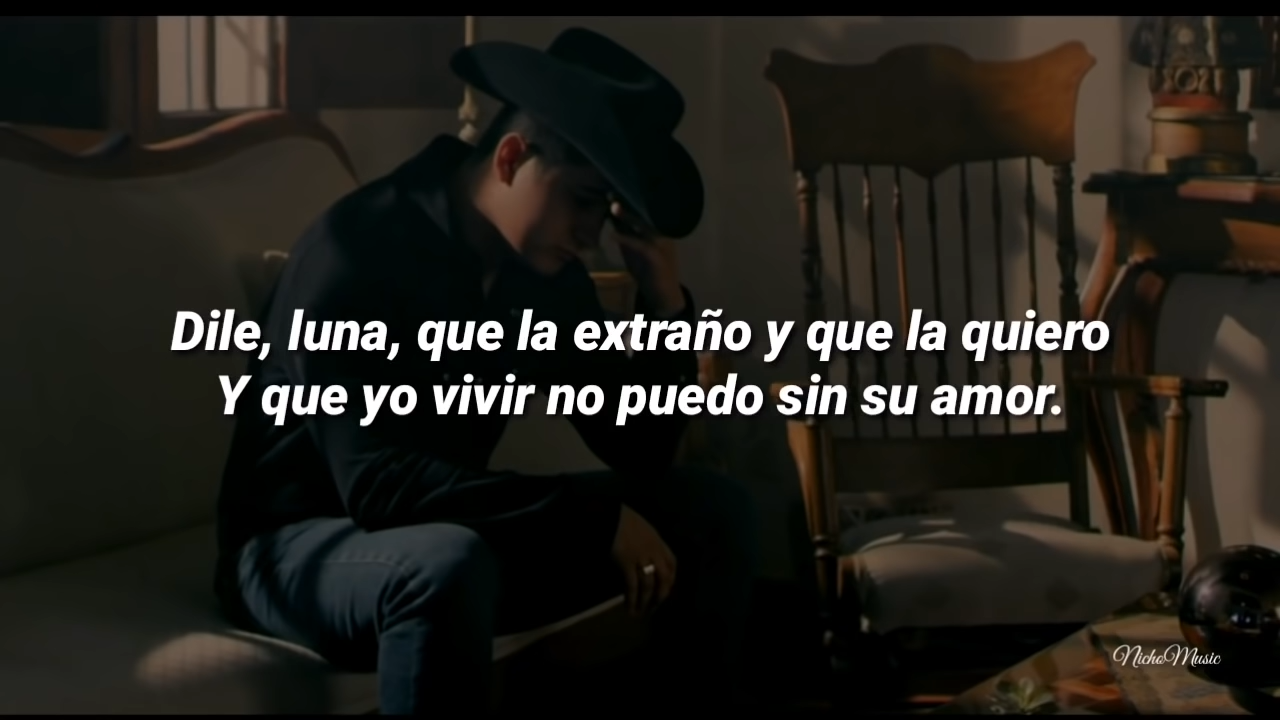 Dile, luna, que la extraño y que la quiero
Y que yo vivir no puedo sin su amor.
NichoMusic